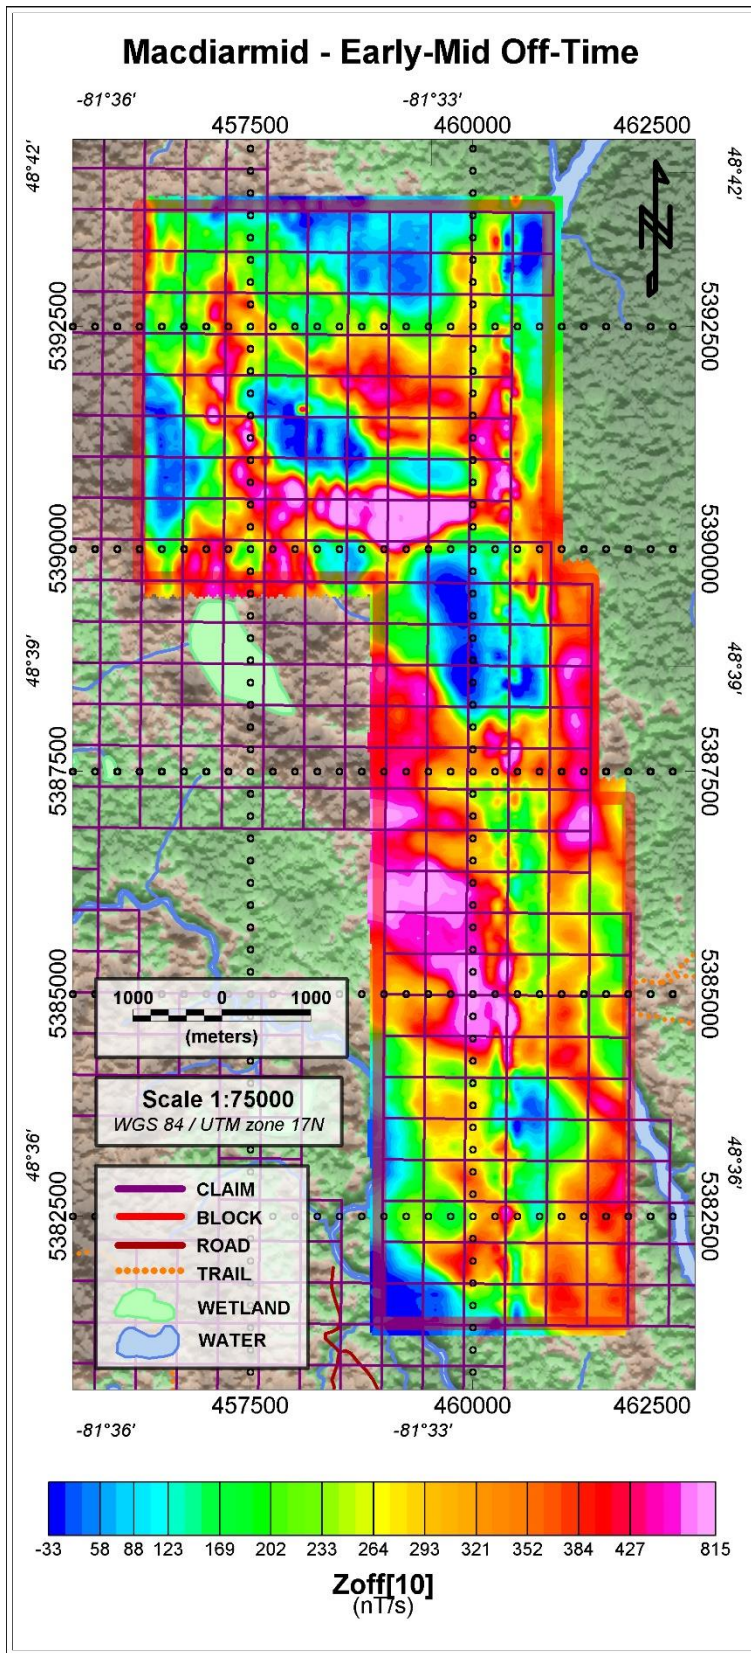 Macdiarmid - Early-Mid Off-Time
-81°36' -81°33'
457500 460000 462500
48°42' 48°42'
5392500 5392500
5390000 5390000
48°39' 48°39'
5387500 5387500
5385000 5385000
1000 0 1000
(meters)
Scale 1:75000
WGS 84 / UTM zone 17N
48°36' 48°36'
5382500 5382500
CLAIM
BLOCK
ROAD
TRAIL
WETLAND
WATER
457500 460000 462500
-81°36' -81°33'
-33 58 88 123 169 202 233 264 293 321 352 384 427 815
Zoff[10]
(nT/s)